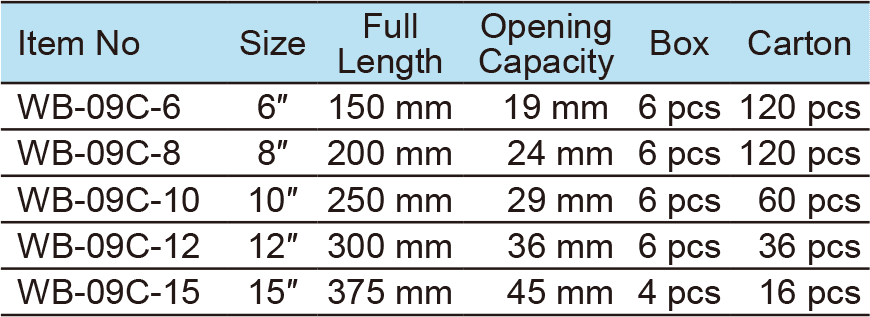 Item No Size Full Length Opening Capacity Box Carton
WB-09C-6 6″ 150 mm 19 mm 6 pcs 120 pcs
WB-09C-8 8″ 200 mm 24 mm 6 pcs 120 pcs
WB-09C-10 10″ 250 mm 29 mm 6 pcs 60 pcs
WB-09C-12 12″ 300 mm 36 mm 6 pcs 36 pcs
WB-09C-15 15″ 375 mm 45 mm 4 pcs 16 pcs